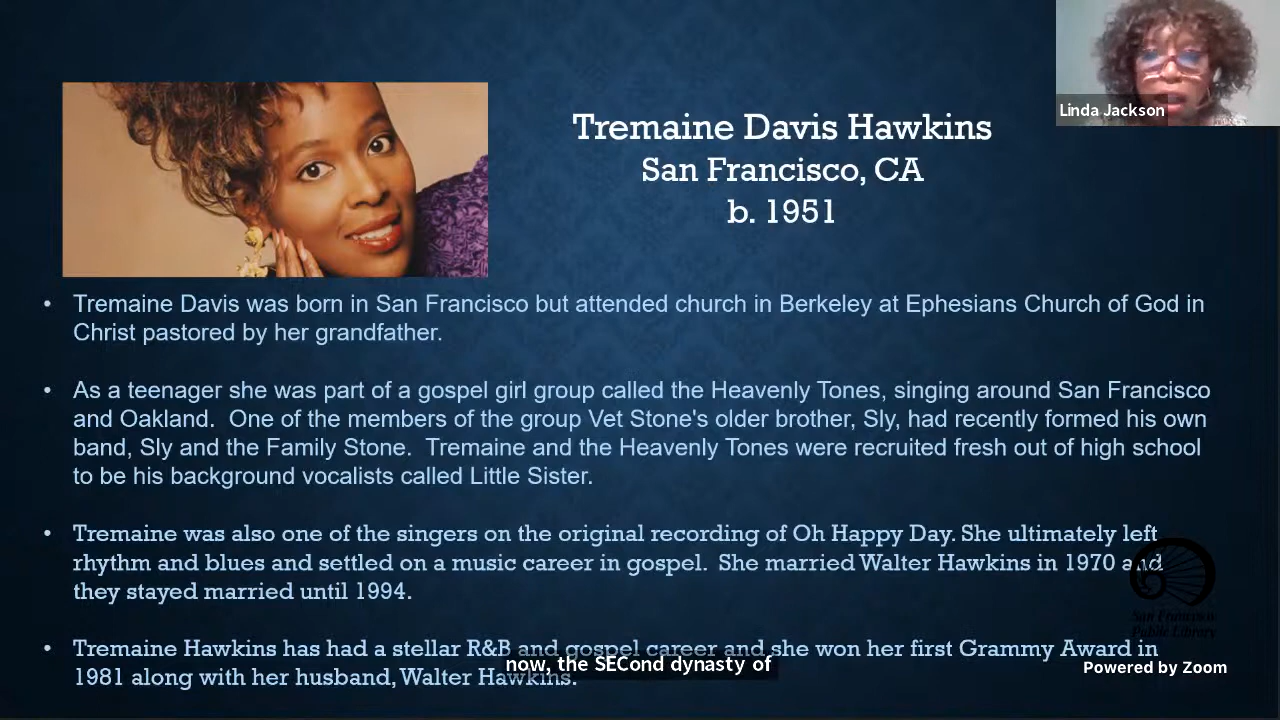 Linda Jackson
Tremaine Davis Hawkins
San Francisco, CA
b. 1951
• Tremaine Davis was born in San Francisco but attended church in Berkeley at Ephesians Church of God in
Christ pastored by her grandfather.
• As a teenager she was part of a gospel girl group called the Heavenly Tones, singing around San Francisco
and Oakland.  One of the members of the group Vet Stone's older brother, Sly, had recently formed his own
band, Sly and the Family Stone.  Tremaine and the Heavenly Tones were recruited fresh out of high school
to be his background vocalists called Little Sister.
• Tremaine was also one of the singers on the original recording of Oh Happy Day. She ultimately left
rhythm and blues and settled on a music career in gospel.  She married Walter Hawkins in 1970 and
they stayed married until 1994.
San Francisco
Public Library
• Tremaine Hawkins has had a stellar R&B and gospel career and she won her first Grammy Award in
1981 along with her husband, Walter Hawkins.
now, the SECond dynasty of
Powered by Zoom